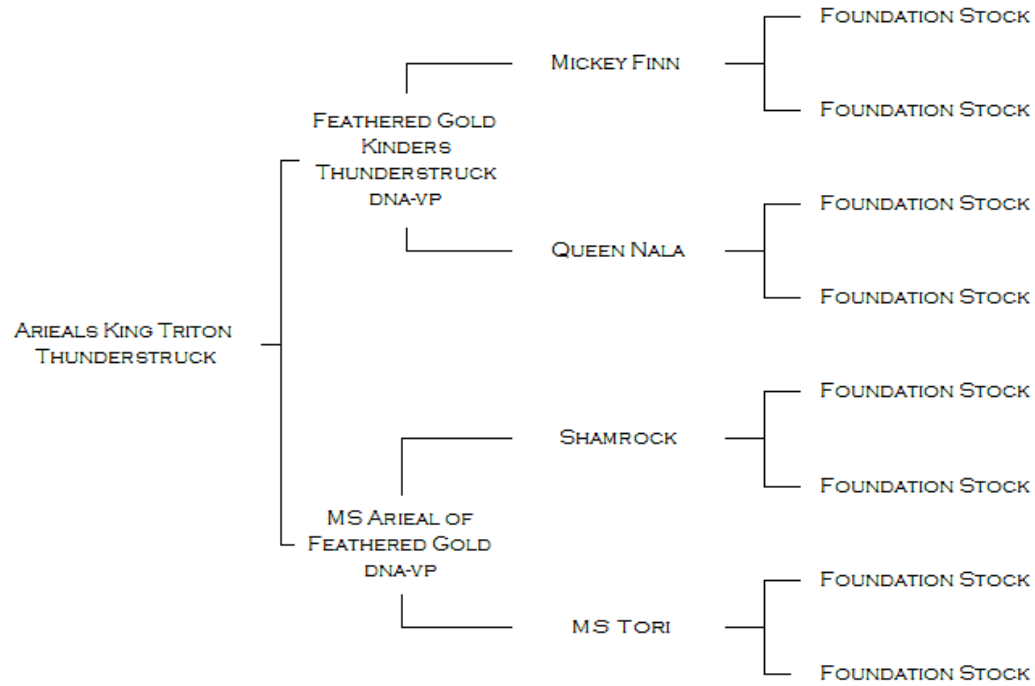 Foundation Stock
Mickey Finn
Foundation Stock
Feathered Gold
Kinders
Thunderstruck
DNA-VP
Foundation Stock
Queen Nala
Foundation Stock
Arieals King Triton
Thunderstruck
Foundation Stock
Shamrock
Foundation Stock
MS Arieal of
Feathered Gold
DNA-VP
Foundation Stock
MS Tori
Foundation Stock